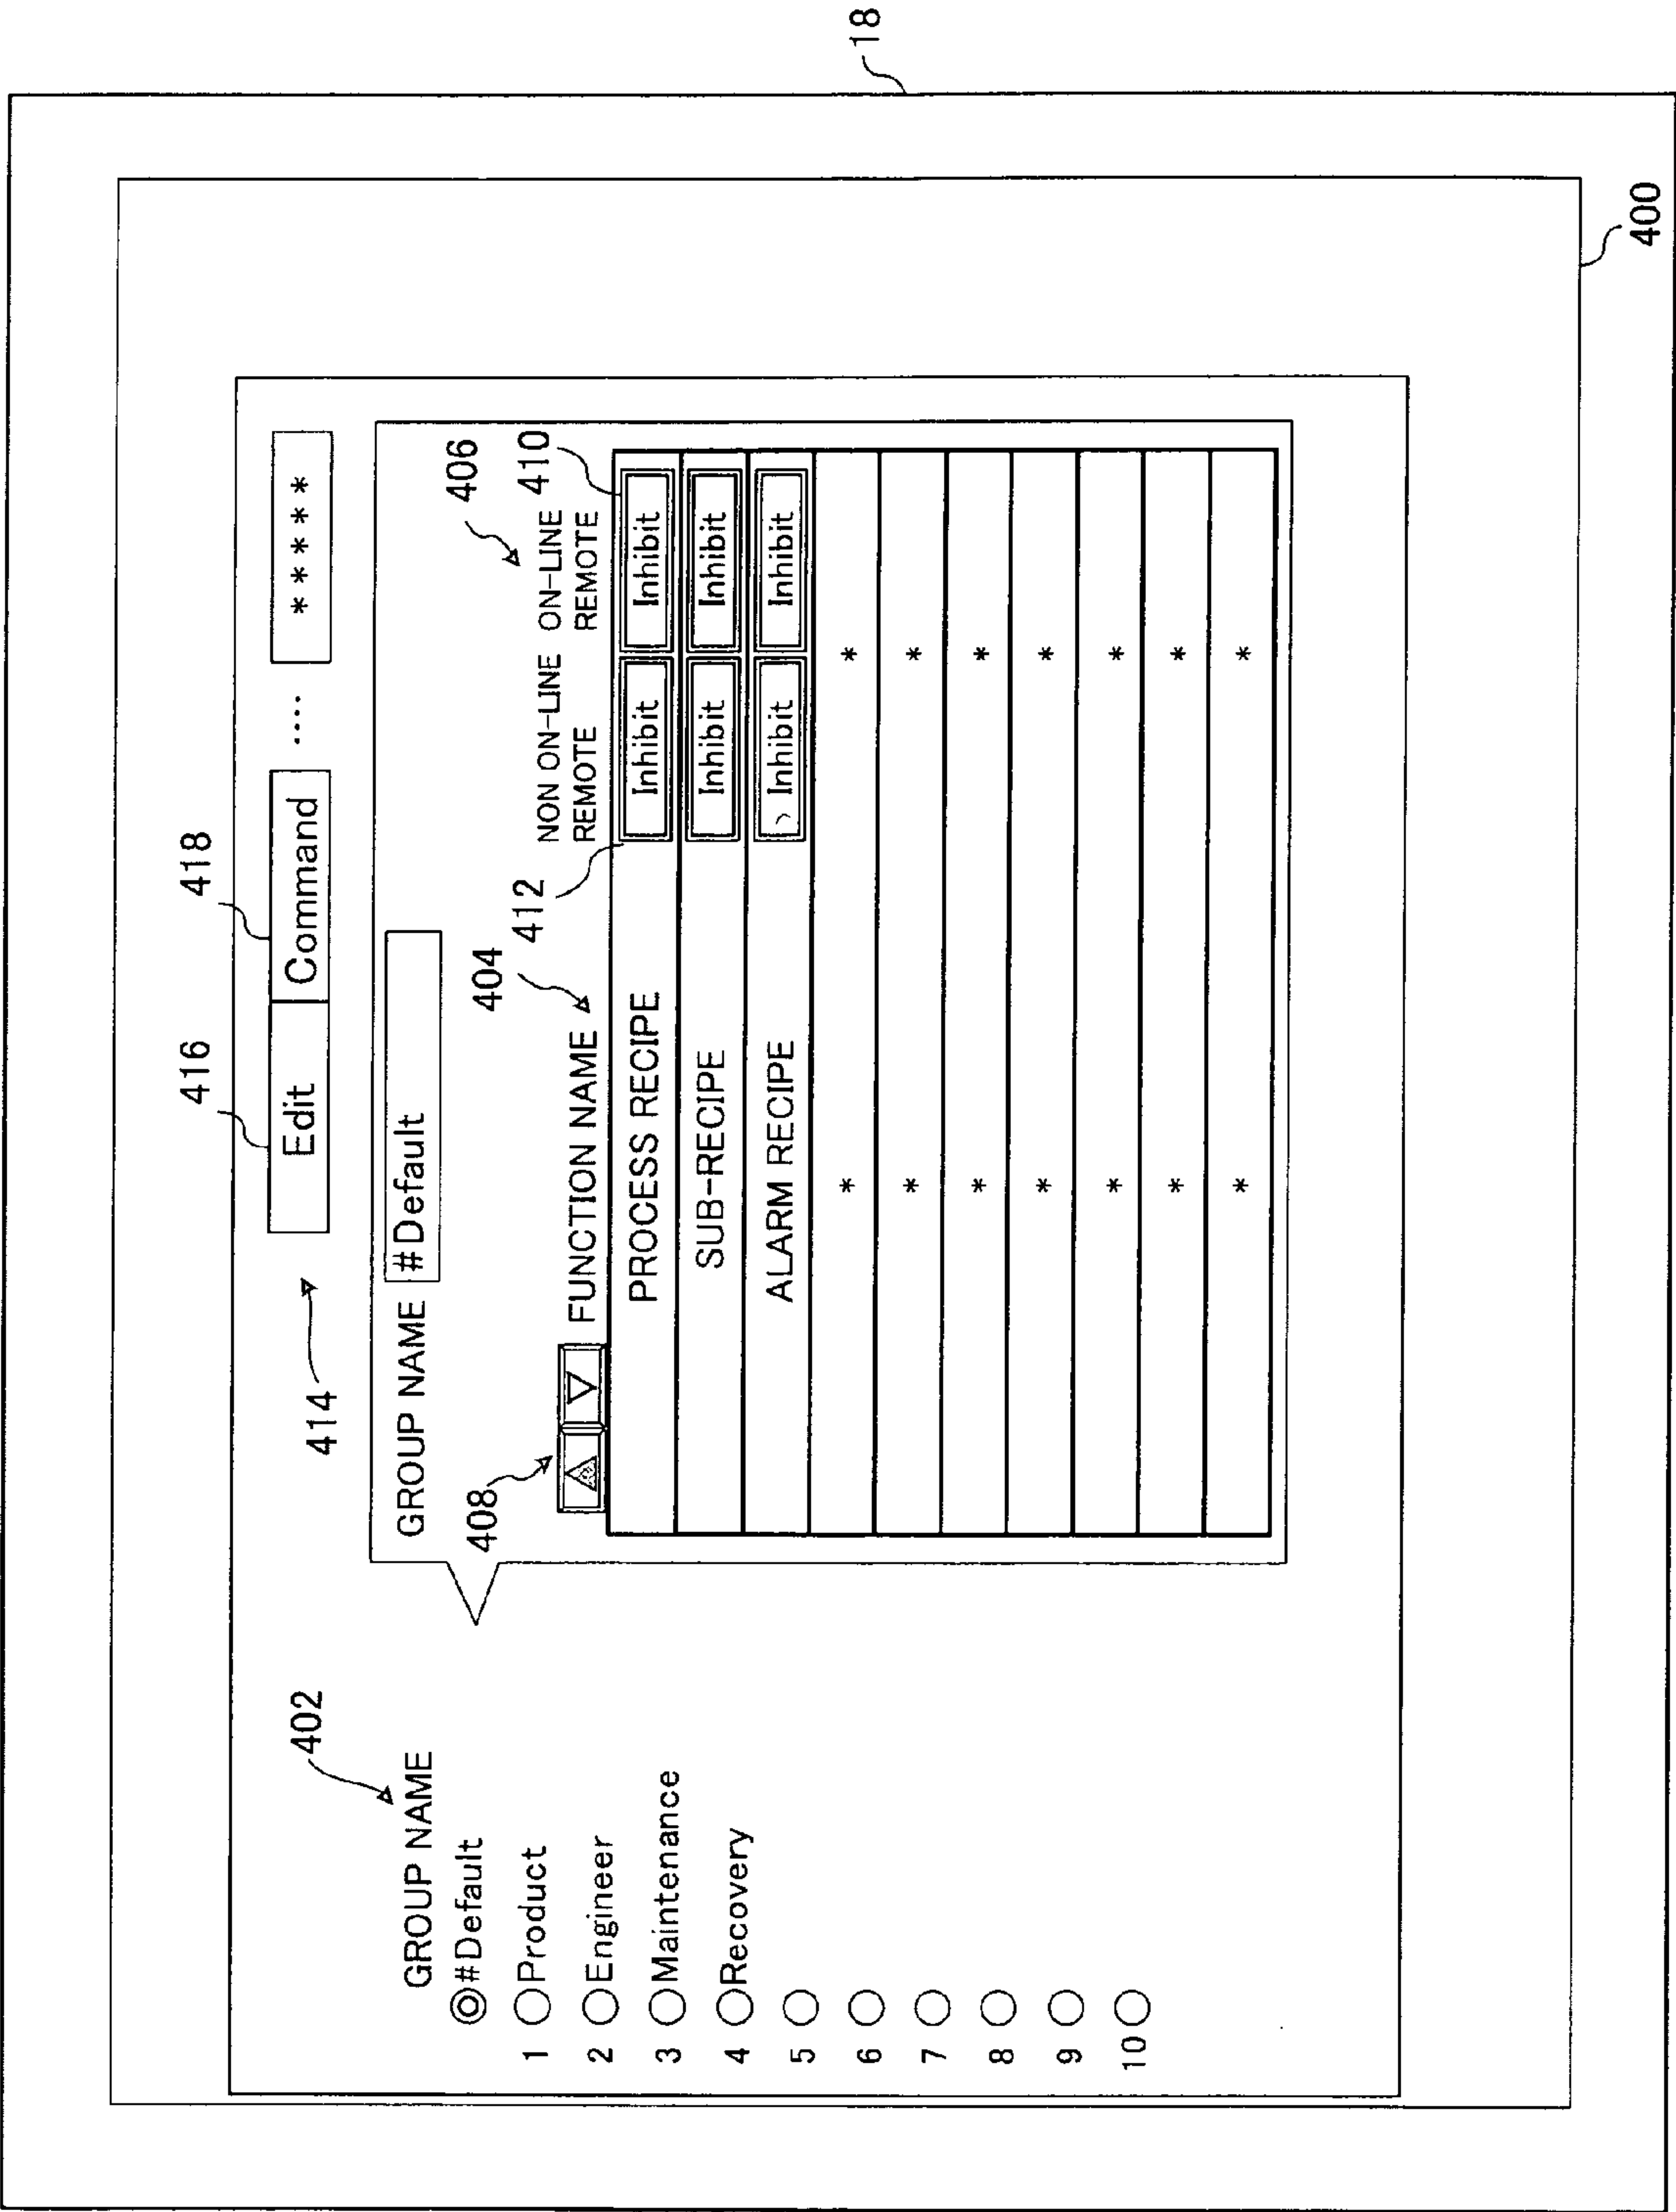 18
400
416
418
414
Edit
Command
....
* * * * *
402
GROUP NAME
◎#Default
1 ○Product
2 ○Engineer
3 ○Maintenance
4 ○Recovery
5 ○
6 ○
7 ○
8 ○
9 ○
10 ○
GROUP NAME #Default
408
404
412
406
410
△ ▽ FUNCTION NAME
NON ON-LINE REMOTE
ON-LINE REMOTE
PROCESS RECIPE Inhibit Inhibit
SUB-RECIPE Inhibit Inhibit
ALARM RECIPE Inhibit Inhibit
* *
* *
* *
* *
* *
* *
* *